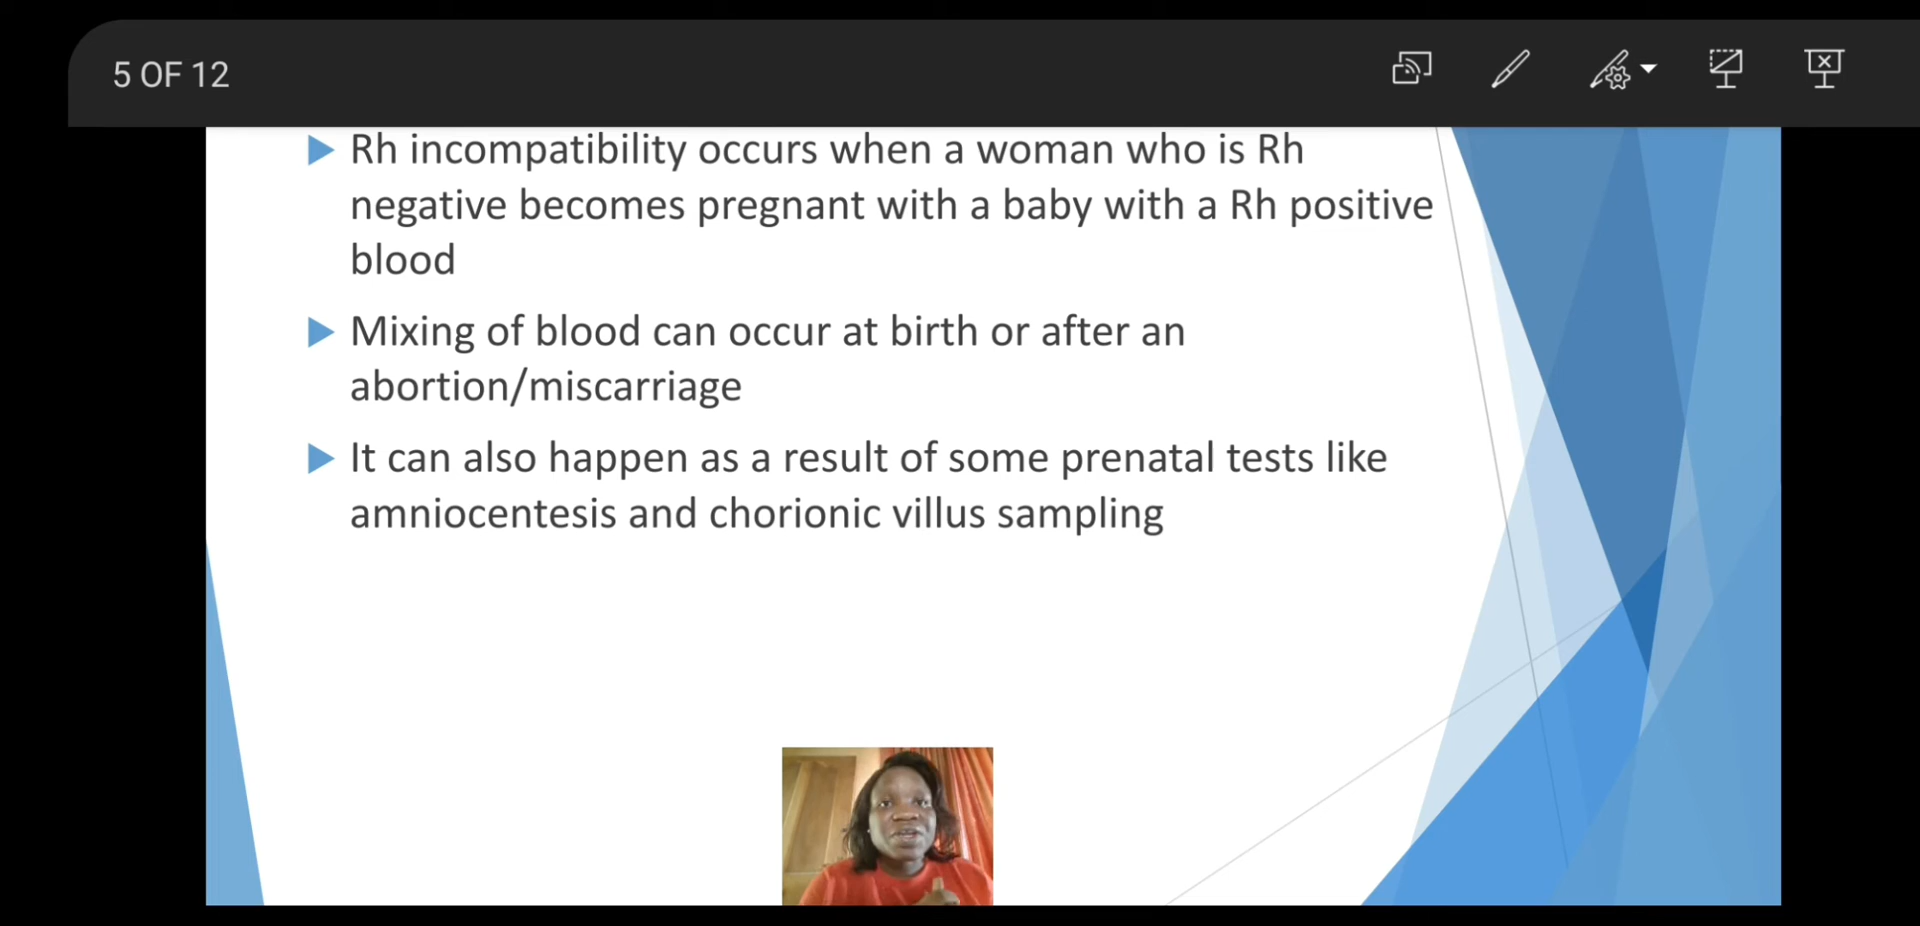 5 OF 12
Rh incompatibility occurs when a woman who is Rh
negative becomes pregnant with a baby with a Rh positive
blood
Mixing of blood can occur at birth or after an
abortion/miscarriage
It can also happen as a result of some prenatal tests like
amniocentesis and chorionic villus sampling